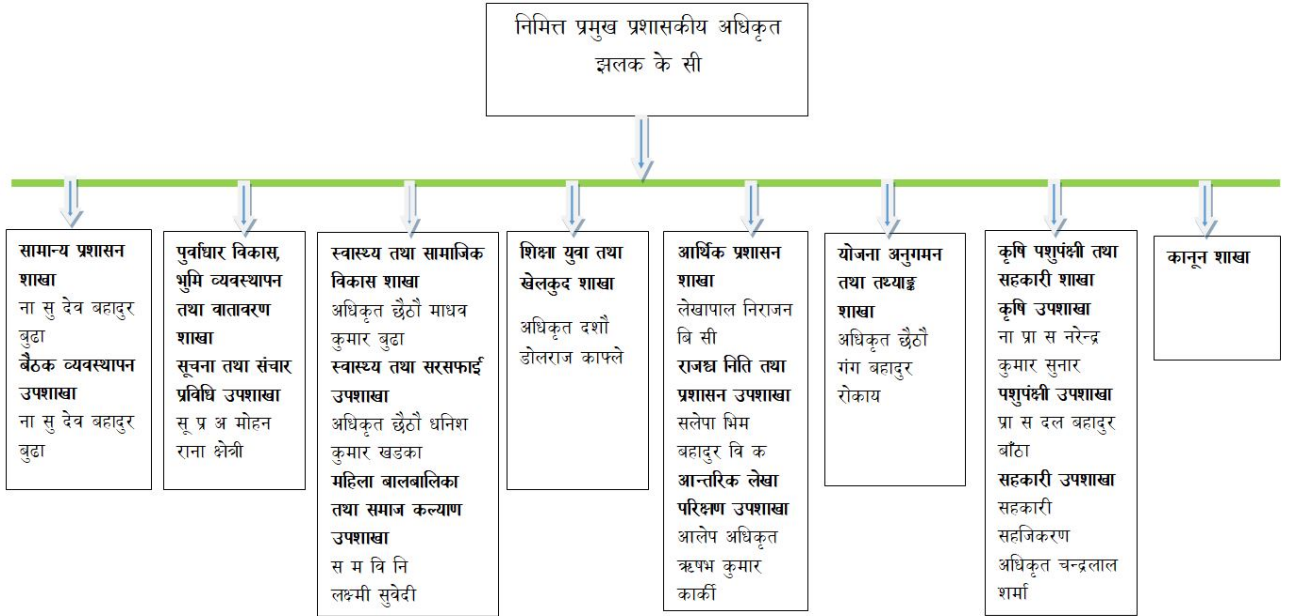 निमित्त प्रमुख प्रशासकीय अधिकृत
झलक के सी
सामान्य प्रशासन
शाखा
ना सु देव बहादुर
बुढा
बैठक व्यवस्थापन
उपशाखा
ना सु देव बहादुर
बुढा
पुर्वाधार विकास,
भुमि व्यवस्थापन
तथा वातावरण
शाखा
सूचना तथा संचार
प्रविधि उपशाखा
सू प्र अ मोहन
राना क्षेत्री
स्वास्थ्य तथा सामाजिक
विकास शाखा
अधिकृत छैठौ माधव
कुमार बुढा
स्वास्थ्य तथा सरसफाई
उपशाखा
अधिकृत छैठौ धनिश
कुमार खडका
महिला बालबालिका
तथा समाज कल्याण
उपशाखा
स म वि नि
लक्ष्मी सुवेदी
शिक्षा युवा तथा
खेलकुद शाखा
अधिकृत दशौ
डोलराज काफ्ले
आर्थिक प्रशासन
शाखा
लेखापाल निराजन
बि सी
राजश्व निति तथा
प्रशासन उपशाखा
सलेपा भिम
बहादुर वि क
आन्तरिक लेखा
परिक्षण उपशाखा
आलेप अधिकृत
ऋषभ कुमार
कार्की
योजना अनुगमन
तथा तथ्याङ्क
शाखा
अधिकृत छैठौ
गंग बहादुर
रोकाय
कृषि पशुपंक्षी तथा
सहकारी शाखा
कृषि उपशाखा
ना प्रा स नरेन्द्र
कुमार सुनार
पशुपंक्षी उपशाखा
प्रा स दल बहादुर
बाँठा
सहकारी उपशाखा
सहकारी
सहजिकरण
अधिकृत चन्द्रलाल
शर्मा
कानून शाखा